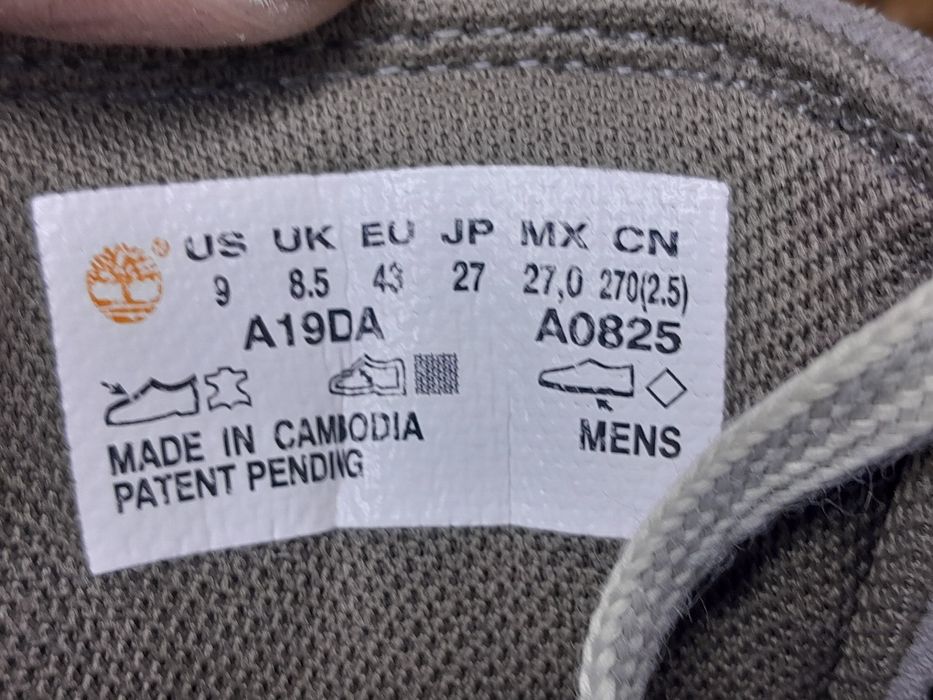 ® US UK EU JP MX CN
9 8.5 43 27 27,0 270(2.5)
A19DA A0825
MADE IN CAMBODIA MENS
PATENT PENDING